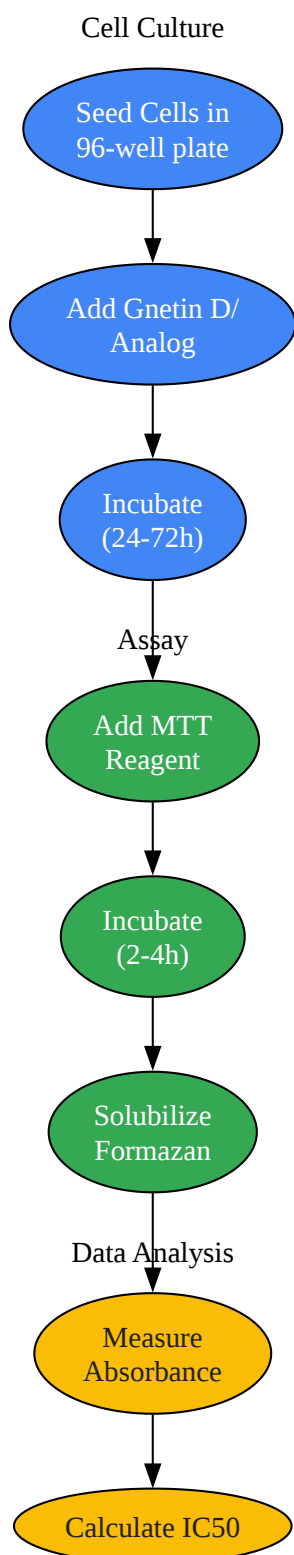 Cell Culture
Seed Cells in
96-well plate
Add Gnetin D/
Analog
Incubate
(24-72h)
Assay
Add MTT
Reagent
Incubate
(2-4h)
Solubilize
Formazan
Data Analysis
Measure
Absorbance
Calculate IC50